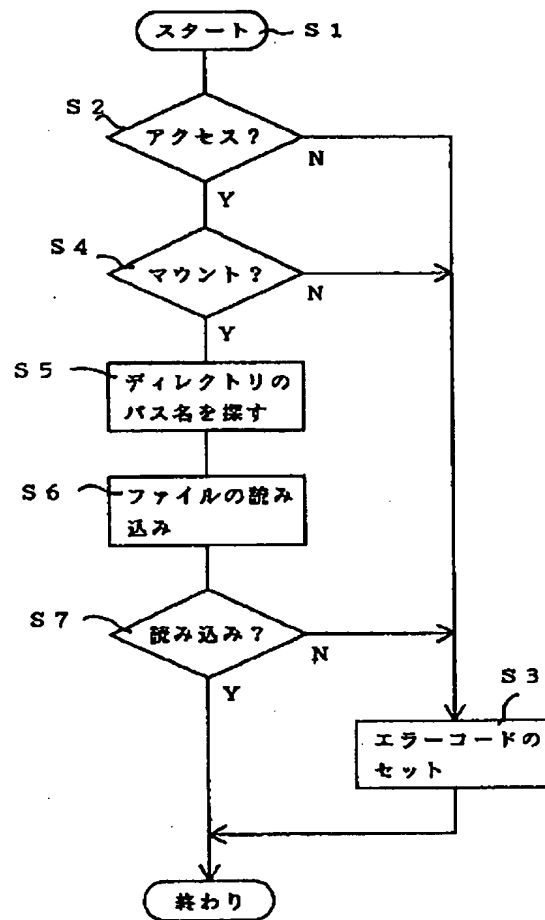 スタート
S1
S2
アクセス?
N
Y
S4
マウント?
N
Y
S5
ディレクトリの
パス名を探す
S6
ファイルの読み
込み
S7
読み込み?
N
Y
S3
エラーコードの
セット
終わり